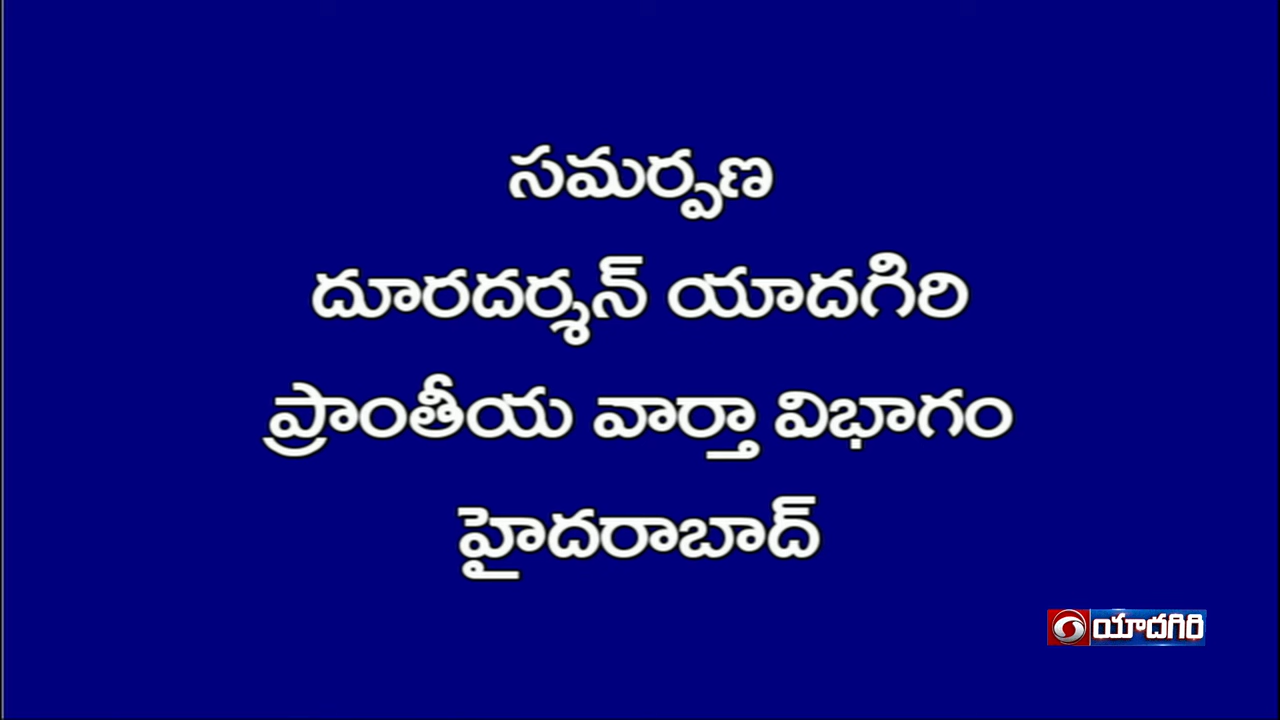 సమర్పణ
దూరదర్శన్ యాదగిరి
ప్రాంతీయ వార్తా విభాగం
హైదరాబాద్
యాదగిరి